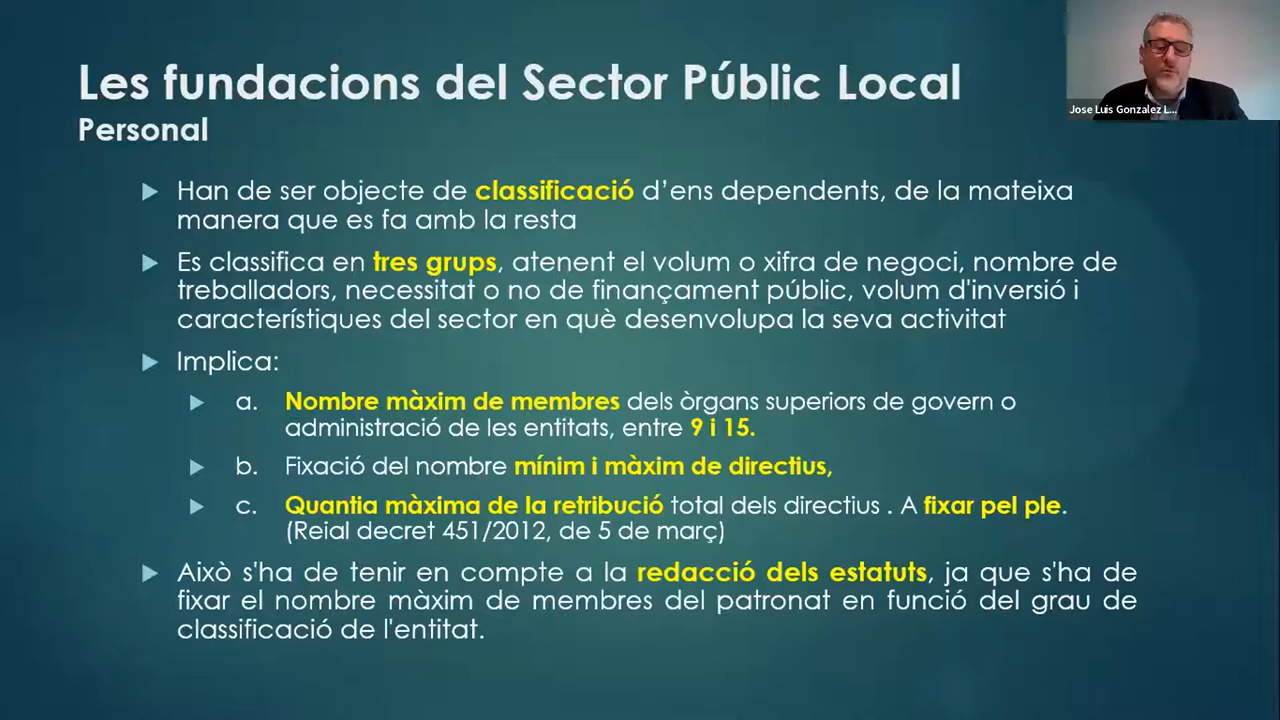 Les fundacions del Sector Públic Local
Personal
Jose Luis Gonzalez L...
Han de ser objecte de classificació d’ens dependents, de la mateixa
manera que es fa amb la resta
Es classifica en tres grups, atenent el volum o xifra de negoci, nombre de
treballadors, necessitat o no de finançament públic, volum d'inversió i
característiques del sector en què desenvolupa la seva activitat
Implica:
a. Nombre màxim de membres dels òrgans superiors de govern o
administració de les entitats, entre 9 i 15.
b. Fixació del nombre mínim i màxim de directius,
c. Quantia màxima de la retribució total dels directius . A fixar pel ple.
(Reial decret 451/2012, de 5 de març)
Això s'ha de tenir en compte a la redacció dels estatuts, ja que s'ha de
fixar el nombre màxim de membres del patronat en funció del grau de
classificació de l'entitat.